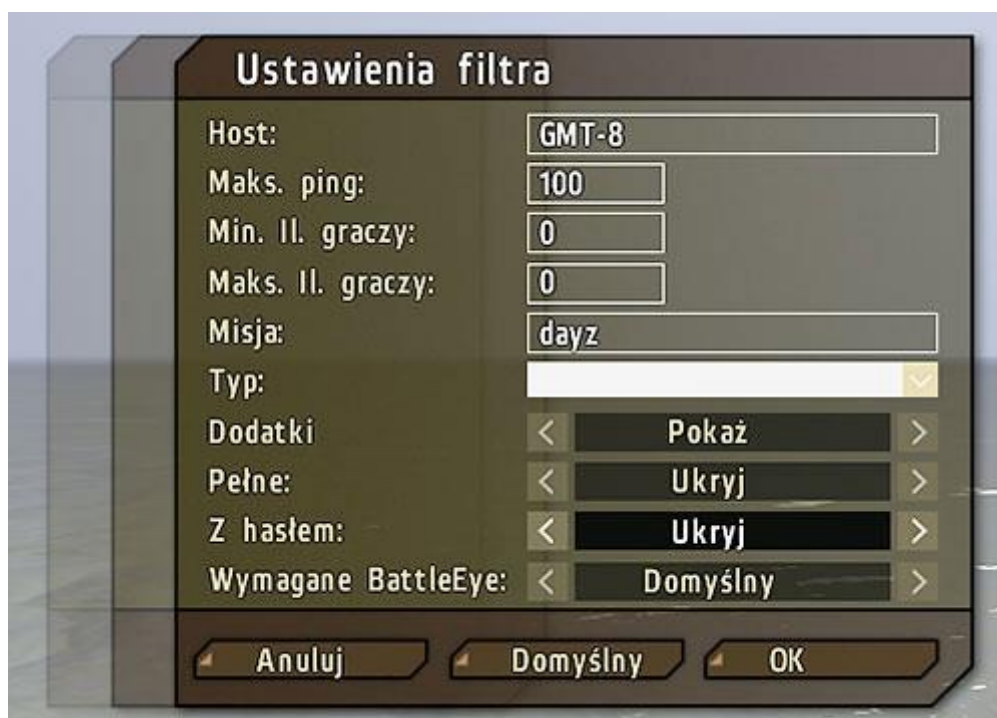 Ustawienia filtra
Host: GMT-8
Maks. ping: 100
Min. Il. graczy: 0
Maks. Il. graczy: 0
Misja: dayz
Typ:
Dodatki < Pokaż >
Pełne: < Ukryj >
Z hasłem: < Ukryj >
Wymagane BattleEye: < Domyślny >
Anuluj Domyślny OK